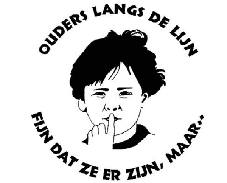 OUDERS LANGS DE LIJN
FIJN DAT ZE ER ZIJN, MAAR..